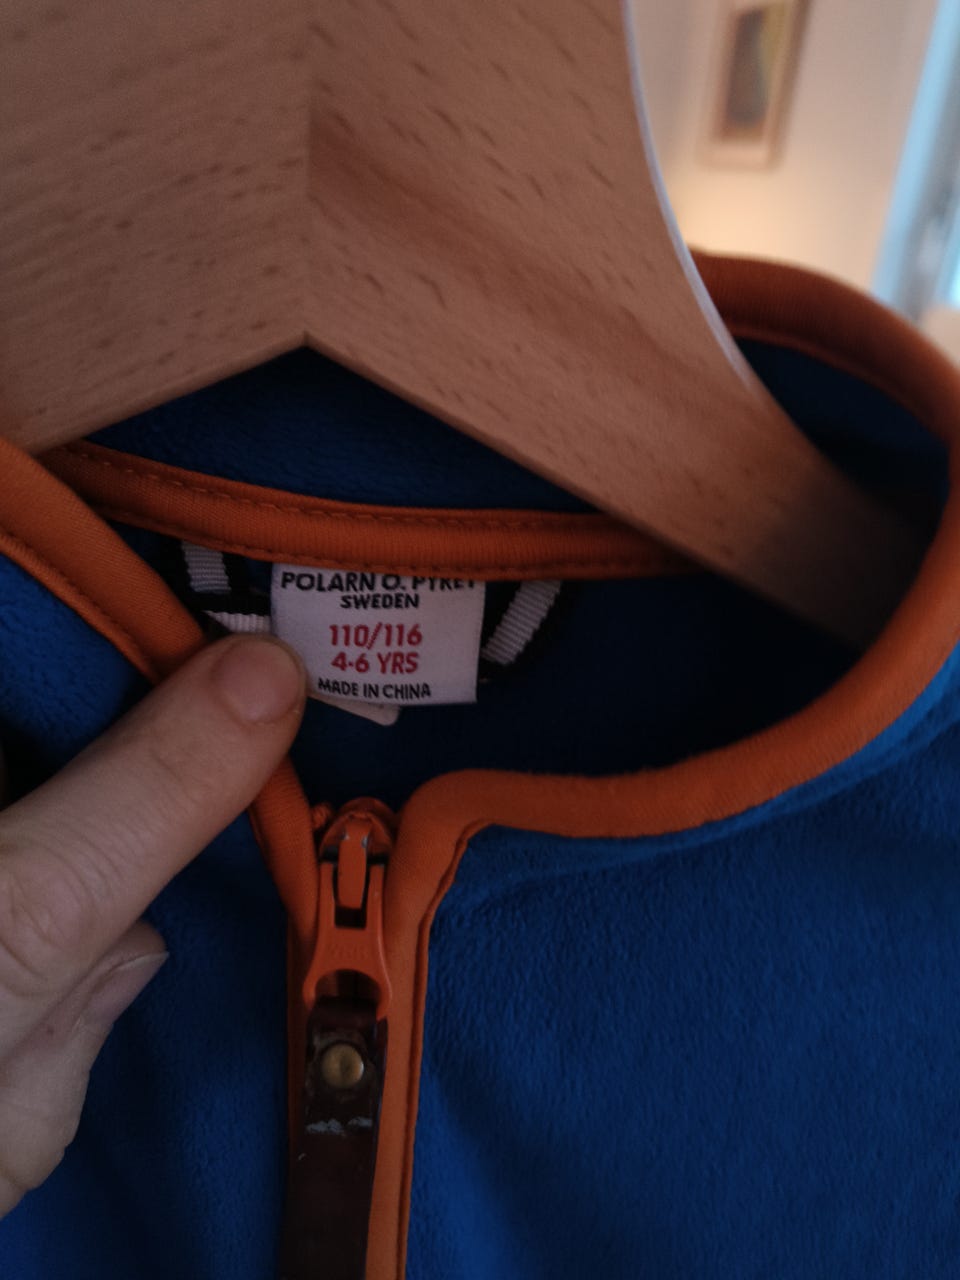 POLARN O. PYRET
SWEDEN
110/116
4-6 YRS
MADE IN CHINA